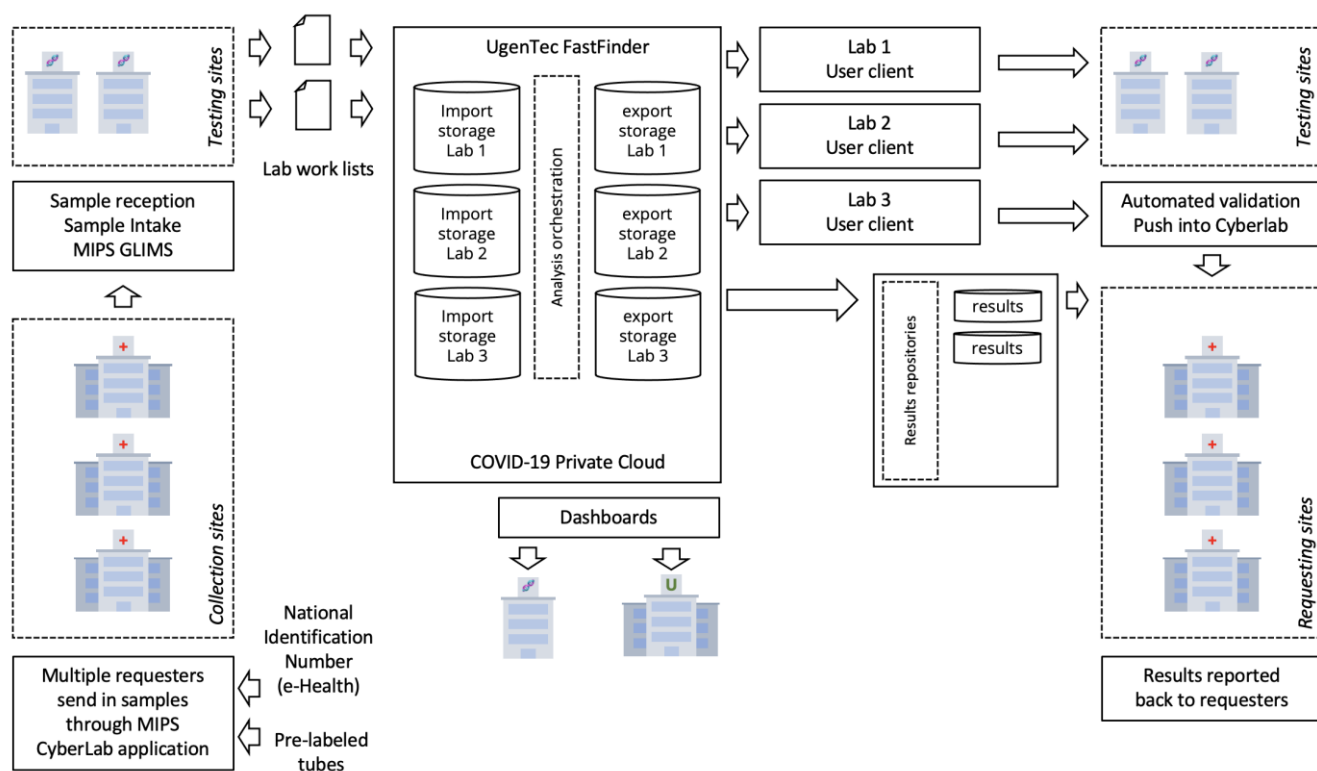 Testing sites
Sample reception
Sample Intake
MIPS GLIMS
Collection sites
Multiple requesters
send in samples
through MIPS
CyberLab application
National
Identification
Number
(e-Health)
Pre-labeled
tubes
Lab work lists
UgenTec FastFinder
Import
storage
Lab 1
Import
storage
Lab 2
Import
storage
Lab 3
Analysis orchestration
export
storage
Lab 1
export
storage
Lab 2
export
storage
Lab 3
COVID-19 Private Cloud
Dashboards
U
Lab 1
User client
Lab 2
User client
Lab 3
User client
Results repositories
results
results
Testing sites
Automated validation
Push into Cyberlab
Requesting sites
Results reported
back to requesters